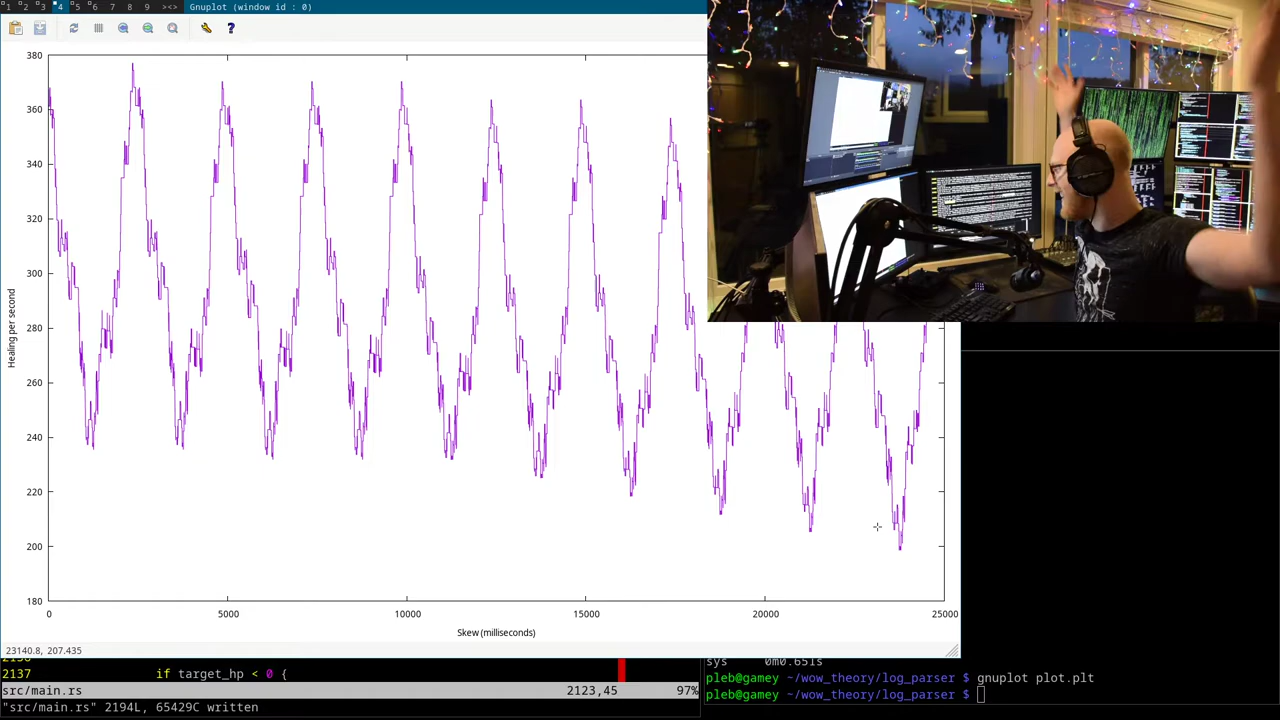 1 2 3 4 5 6 7 8 9 ><> Gnuplot (window id : 0)
380
360
340
320
300
280
260
240
220
200
180
Healing per second
0 5000 10000 15000 20000 25000
Skew (milliseconds)
23140.8, 207.435
2137 if target_hp < 0 {
src/main.rs 2123,45 97%
"src/main.rs" 2194L, 65429C written
sys 0m0.651s
pleb@gamey ~/wow_theory/log_parser $ gnuplot plot.plt
pleb@gamey ~/wow_theory/log_parser $